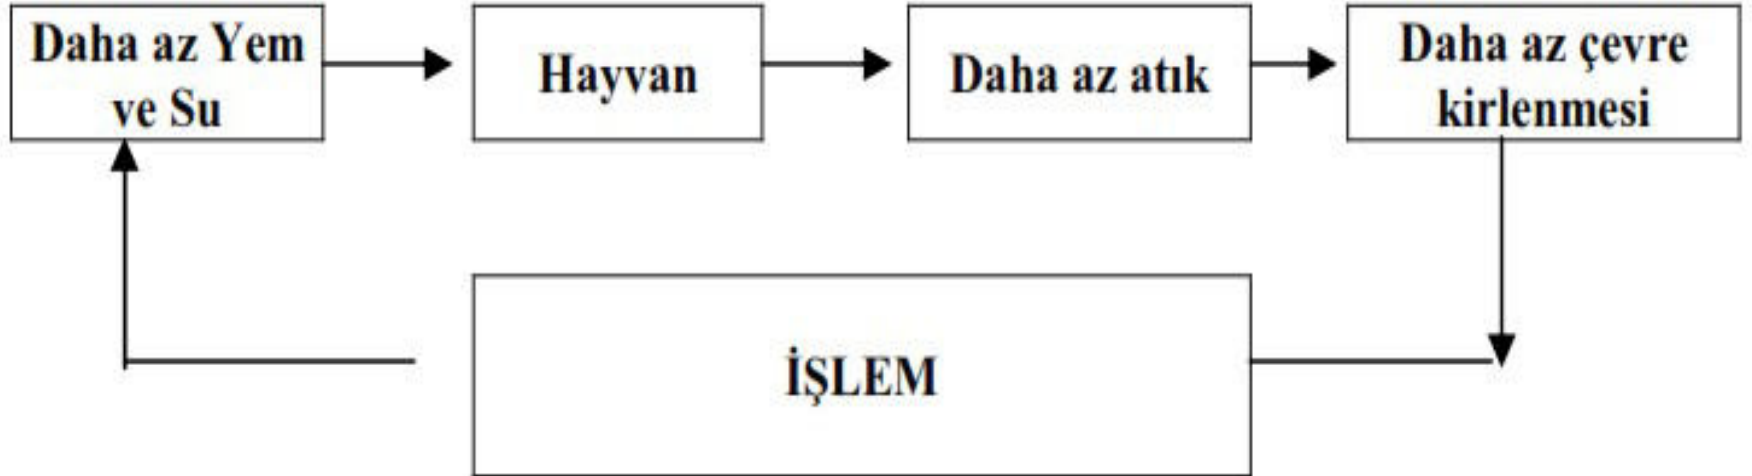 Daha az Yem
ve Su
Hayvan
Daha az atık
Daha az çevre
kirlenmesi
İŞLEM